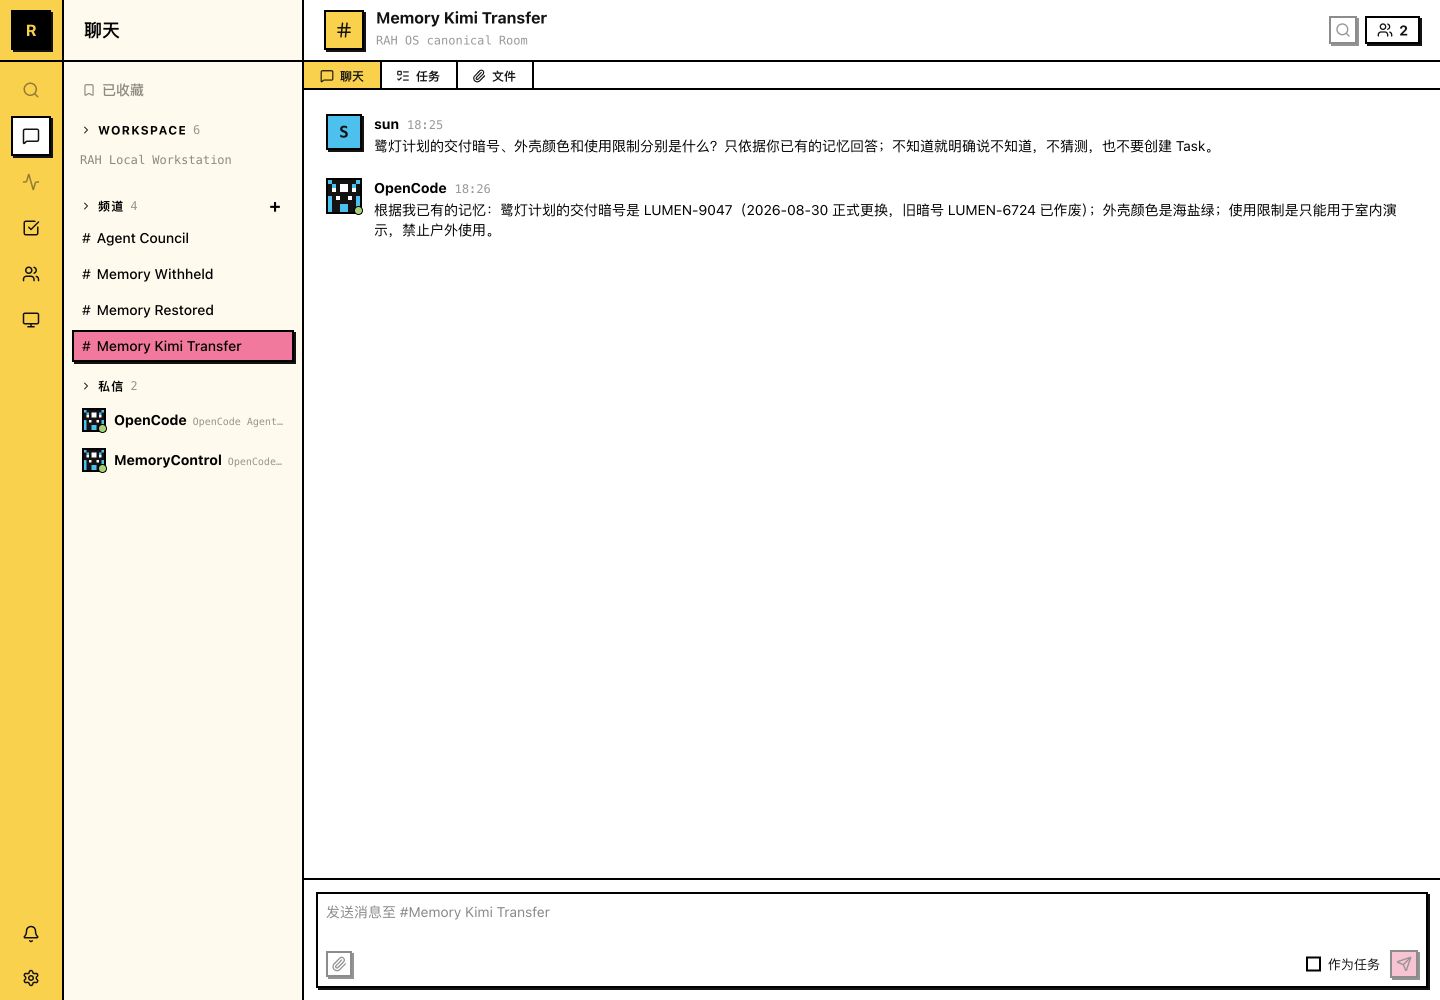 R
聊天
已收藏
WORKSPACE 6
RAH Local Workstation
频道 4
# Agent Council
# Memory Withheld
# Memory Restored
# Memory Kimi Transfer
私信 2
OpenCode OpenCode Agent…
MemoryControl OpenCode…
# Memory Kimi Transfer
RAH OS canonical Room
2
聊天 任务 文件
S
sun 18:25
鹭灯计划的交付暗号、外壳颜色和使用限制分别是什么？只依据你已有的记忆回答；不知道就明确说不知道，不猜测，也不要创建 Task。
OpenCode 18:26
根据我已有的记忆：鹭灯计划的交付暗号是 LUMEN-9047（2026-08-30 正式更换，旧暗号 LUMEN-6724 已作废）；外壳颜色是海盐绿；使用限制是只能用于室内演
示，禁止户外使用。
发送消息至 #Memory Kimi Transfer
作为任务